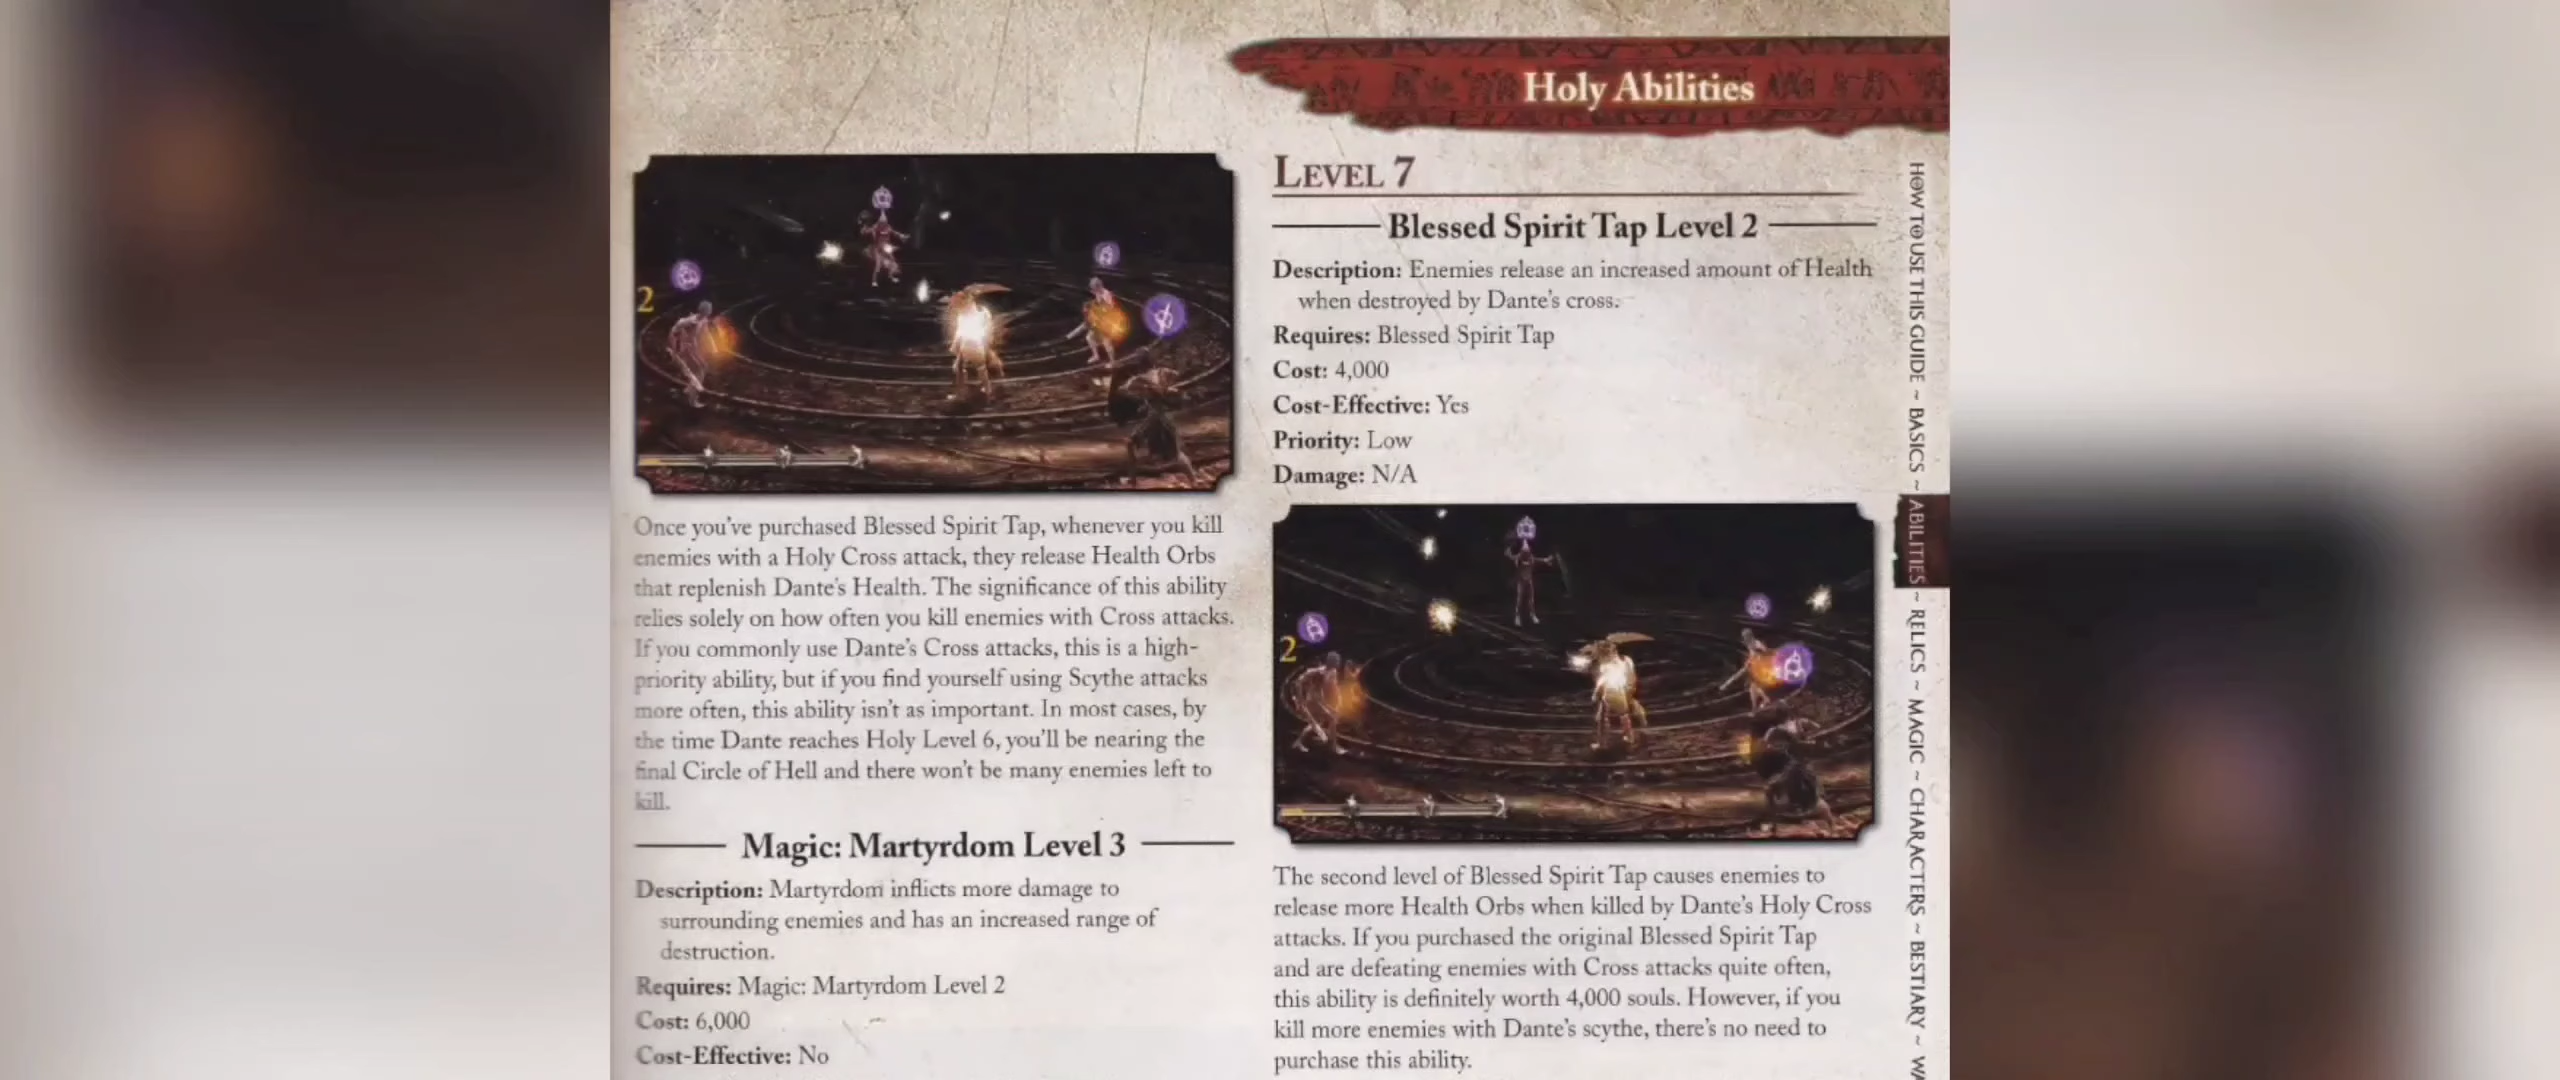 Holy Abilities
2
Once you've purchased Blessed Spirit Tap, whenever you kill
enemies with a Holy Cross attack, they release Health Orbs
that replenish Dante's Health. The significance of this ability
relies solely on how often you kill enemies with Cross attacks.
If you commonly use Dante's Cross attacks, this is a high-
priority ability, but if you find yourself using Scythe attacks
more often, this ability isn't as important. In most cases, by
the time Dante reaches Holy Level 6, you'll be nearing the
final Circle of Hell and there won't be many enemies left to
kill.
Magic: Martyrdom Level 3
Description: Martyrdom inflicts more damage to
surrounding enemies and has an increased range of
destruction.
Requires: Magic: Martyrdom Level 2
Cost: 6,000
Cost-Effective: No
LEVEL 7
Blessed Spirit Tap Level 2
Description: Enemies release an increased amount of Health
when destroyed by Dante's cross.
Requires: Blessed Spirit Tap
Cost: 4,000
Cost-Effective: Yes
Priority: Low
Damage: N/A
2
The second level of Blessed Spirit Tap causes enemies to
release more Health Orbs when killed by Dante's Holy Cross
attacks. If you purchased the original Blessed Spirit Tap
and are defeating enemies with Cross attacks quite often,
this ability is definitely worth 4,000 souls. However, if you
kill more enemies with Dante's scythe, there's no need to
purchase this ability.
HOW TO USE THIS GUIDE ~ BASICS ~ ABILITIES ~ RELICS ~ MAGIC ~ CHARACTERS ~ BESTIARY ~